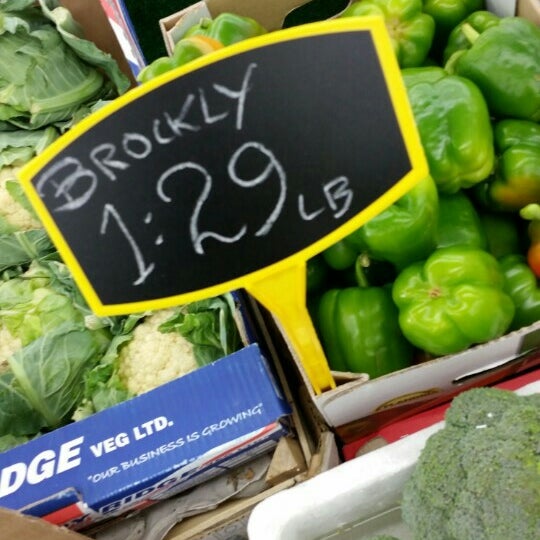 BROCKLY
1:29 LB
DGE VEG LTD.
"OUR BUSINESS IS GROWING"